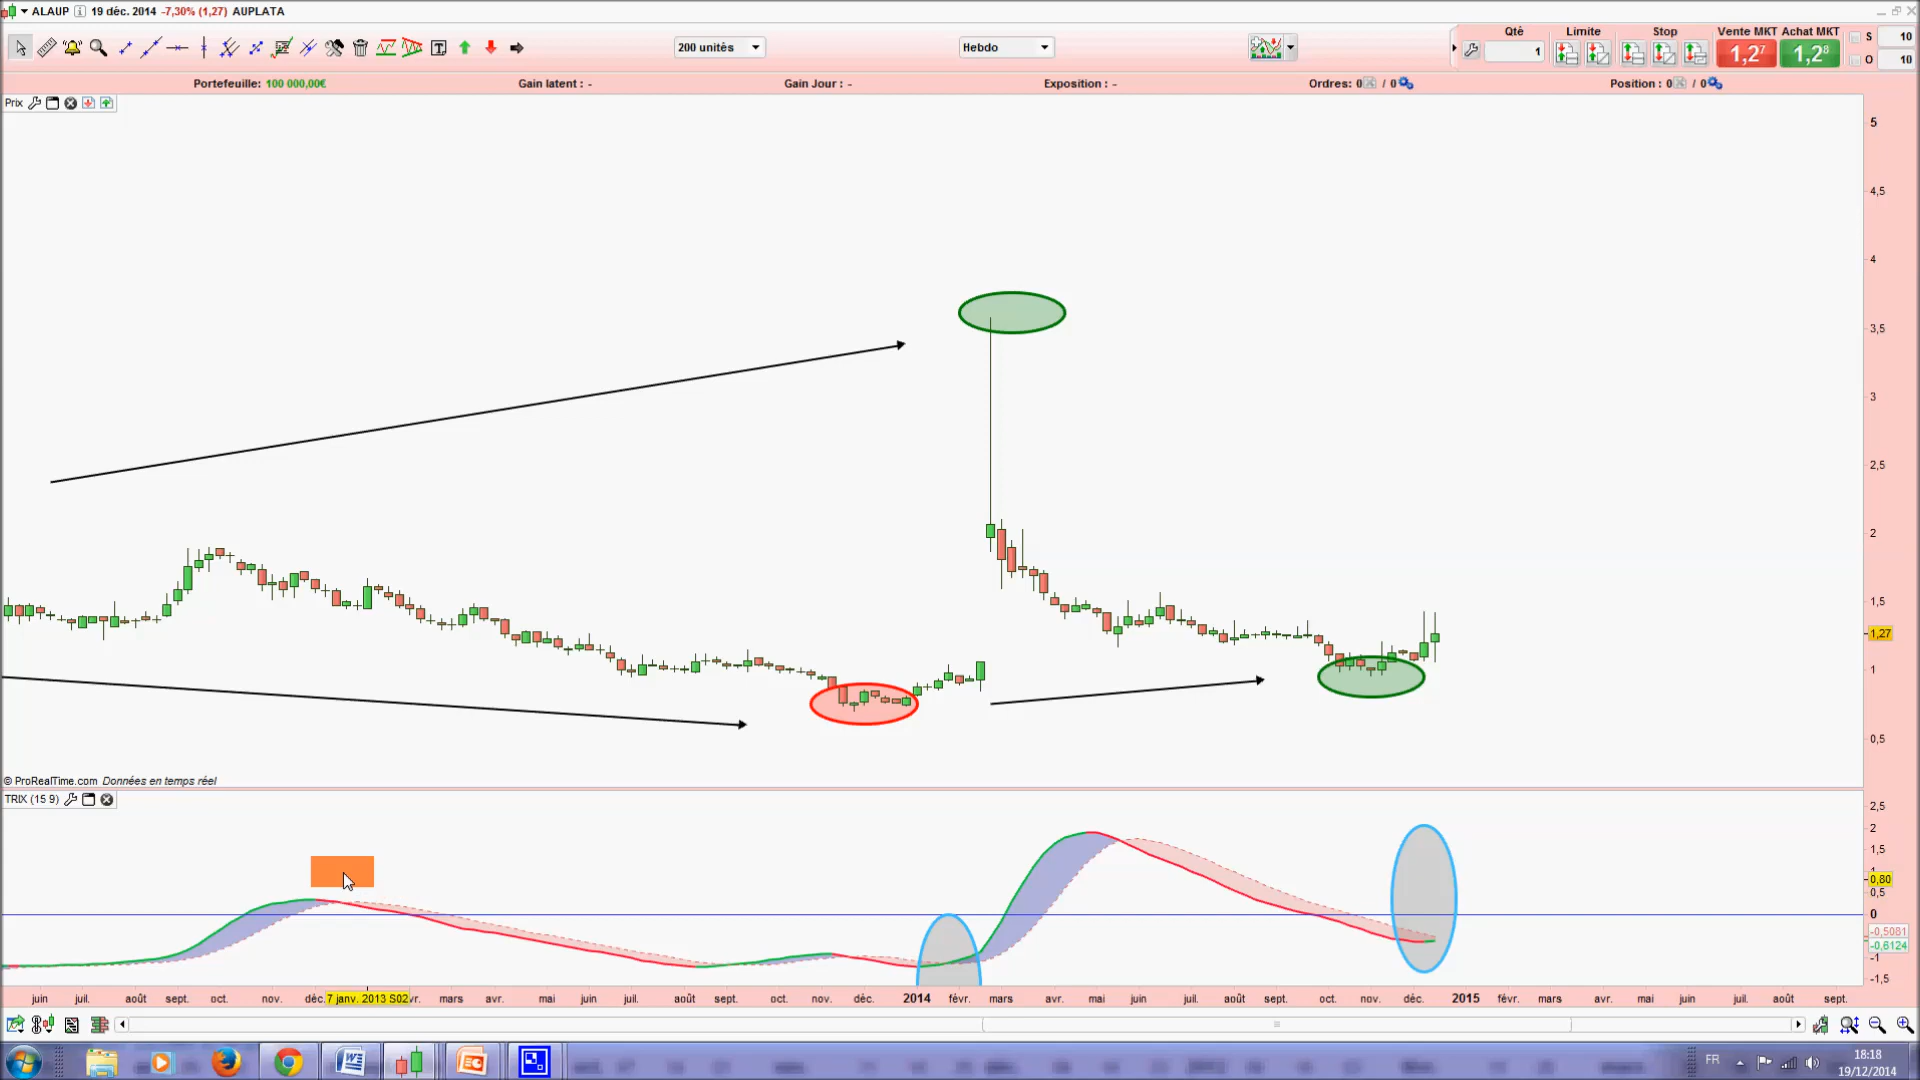 ALAUP 19 déc. 2014 -7,30% (1,27) AUPLATA
200 unités
Hebdo
Qté
Limite
Stop
Vente MKT
Achat MKT
S
10
1
1,2⁷
1,2⁸
O
10
Portefeuille: 100 000,00€
Gain latent : -
Gain Jour : -
Exposition : -
Ordres: 0 / 0
Position : 0 / 0
Prix
5
4,5
4
3,5
3
2,5
2
1,5
1,27
1
0,5
© ProRealTime.com Données en temps réel
TRIX (15 9)
2,5
2
1,5
1
0,80
0,5
0
-0,5081
-0,6124
-1
-1,5
juin juil. août sept. oct. nov. déc. 7 janv. 2013 S02 vr. mars avr. mai juin juil. août sept. oct. nov. déc. 2014 févr. mars avr. mai juin juil. août sept. oct. nov. déc. 2015 févr. mars avr. mai juin juil. août sept.
FR
18:18
19/12/2014